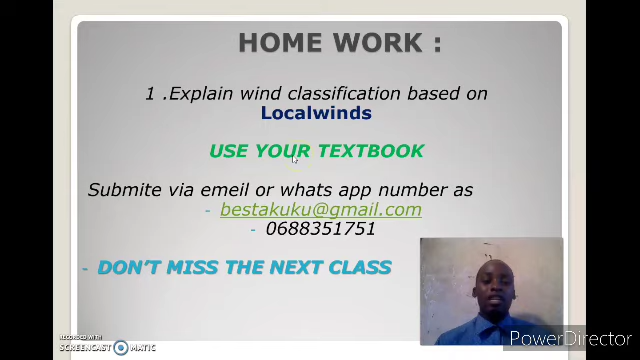 HOME WORK :
1 .Explain wind classification based on
Localwinds
USE YOUR TEXTBOOK
Submite via emeil or whats app number as
- bestakuku@gmail.com
- 0688351751
- DON'T MISS THE NEXT CLASS
RECORDED WITH
SCREENCAST MATIC
PowerDirector